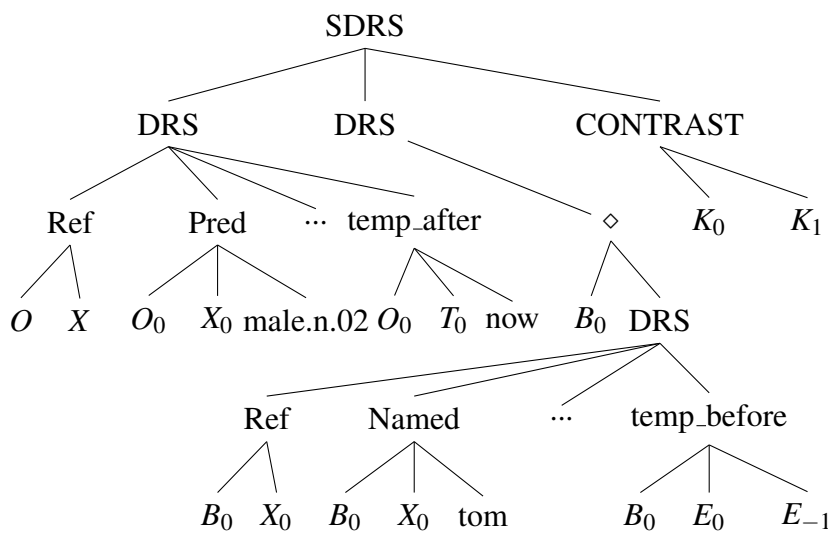 SDRS
DRS DRS CONTRAST
Ref Pred ... temp_after ◇ K₀ K₁
O X O₀ X₀ male.n.02 O₀ T₀ now B₀ DRS
Ref Named ... temp_before
B₀ X₀ B₀ X₀ tom B₀ E₀ E₋₁